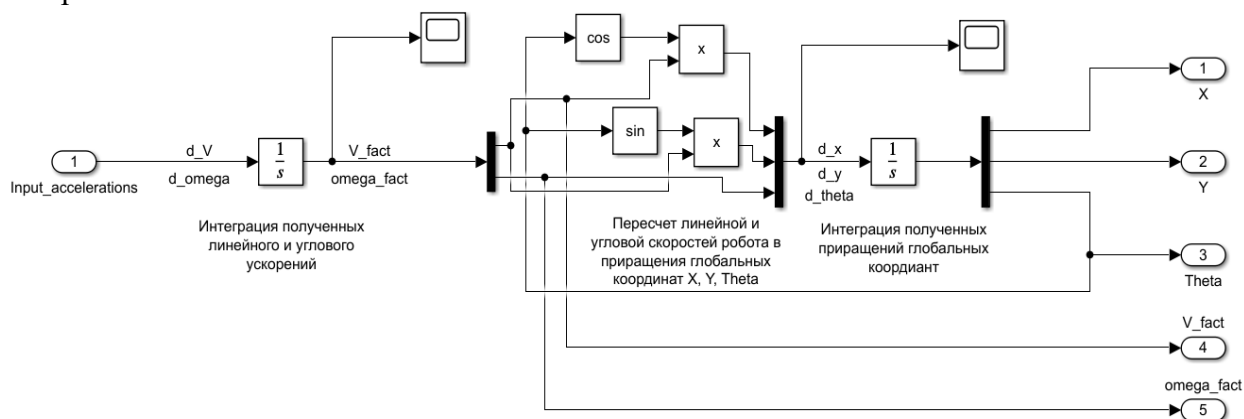 cos
x
sin
x
1
Input_accelerations
d_V
d_omega
1
s
V_fact
omega_fact
Интеграция полученных
линейного и углового
ускорений
Пересчет линейной и
угловой скоростей робота в
приращения глобальных
координат X, Y, Theta
d_x
d_y
d_theta
1
s
Интеграция полученных
приращений глобальных
коордиант
1
X
2
Y
3
Theta
V_fact
4
omega_fact
5